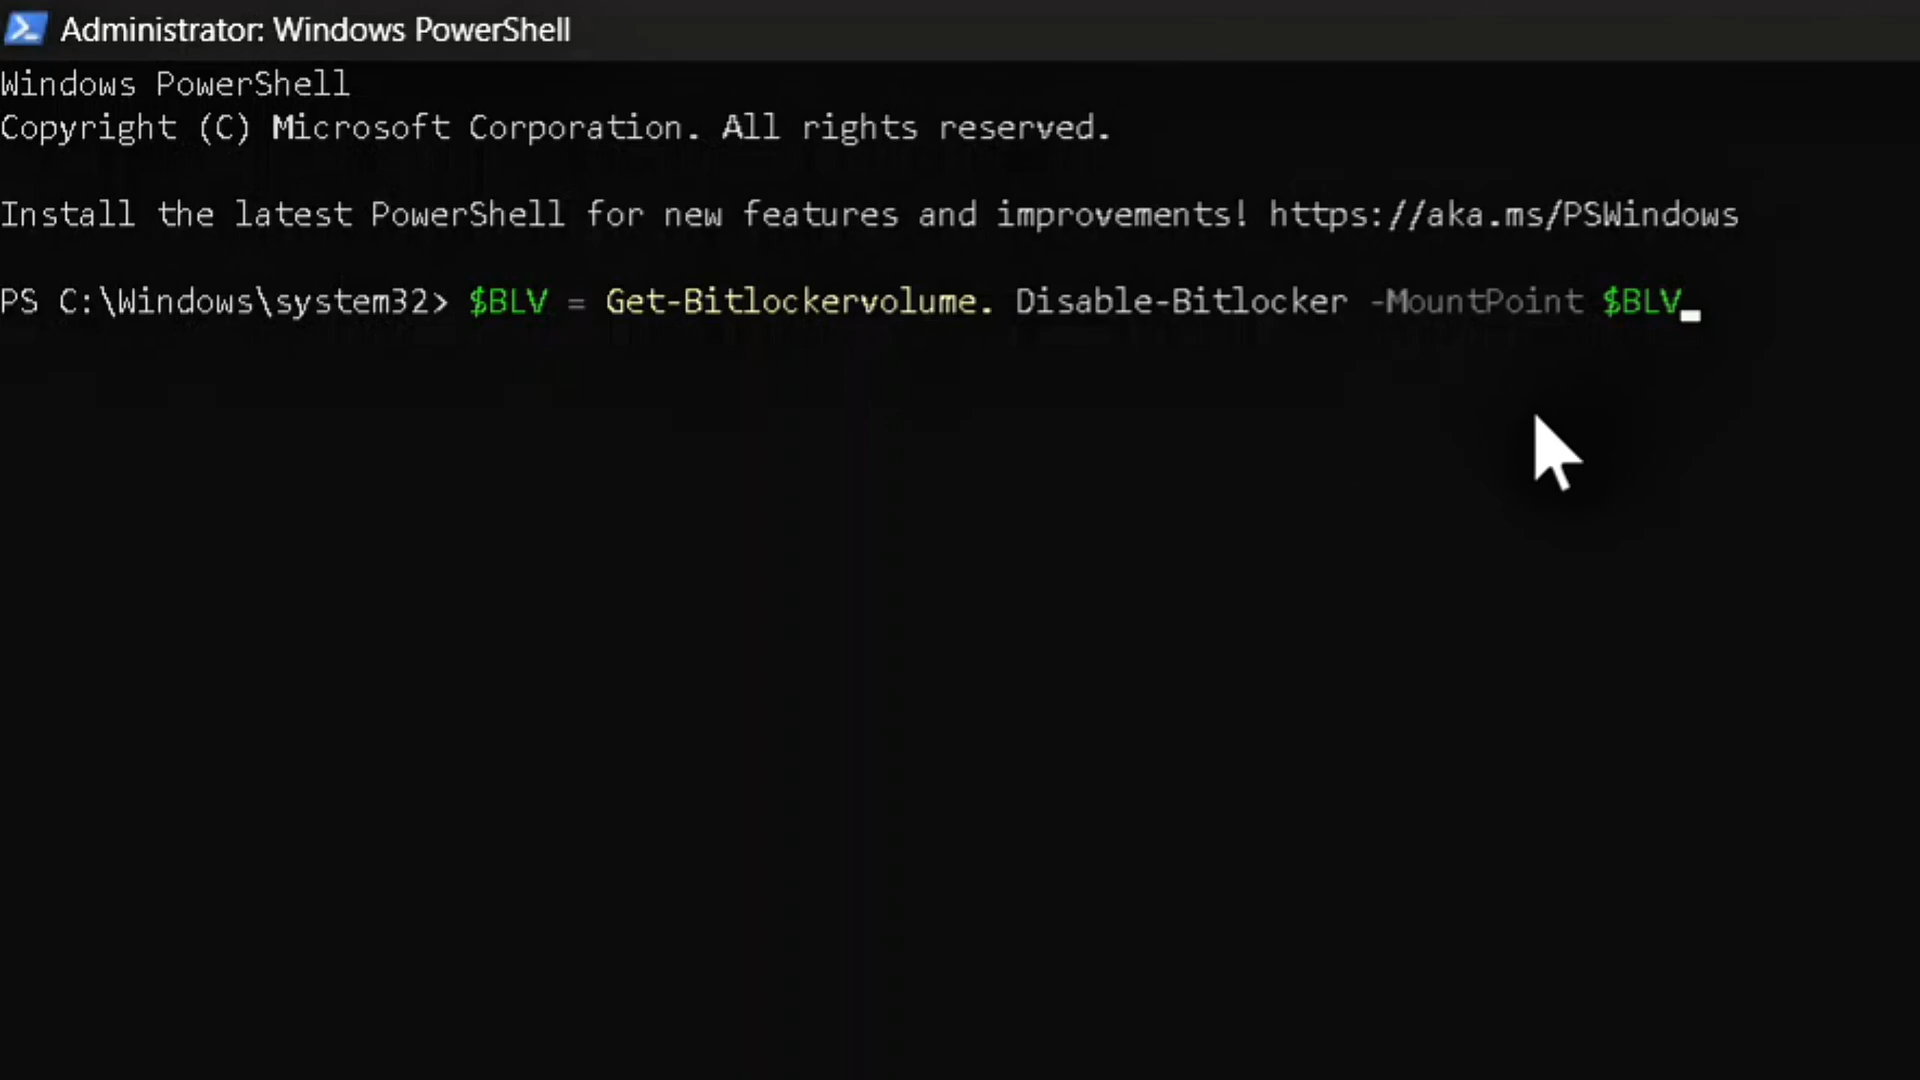 Administrator: Windows PowerShell
Windows PowerShell
Copyright (C) Microsoft Corporation. All rights reserved.
Install the latest PowerShell for new features and improvements! https://aka.ms/PSWindows
PS C:\Windows\system32> $BLV = Get-Bitlockervolume. Disable-Bitlocker -MountPoint $BLV